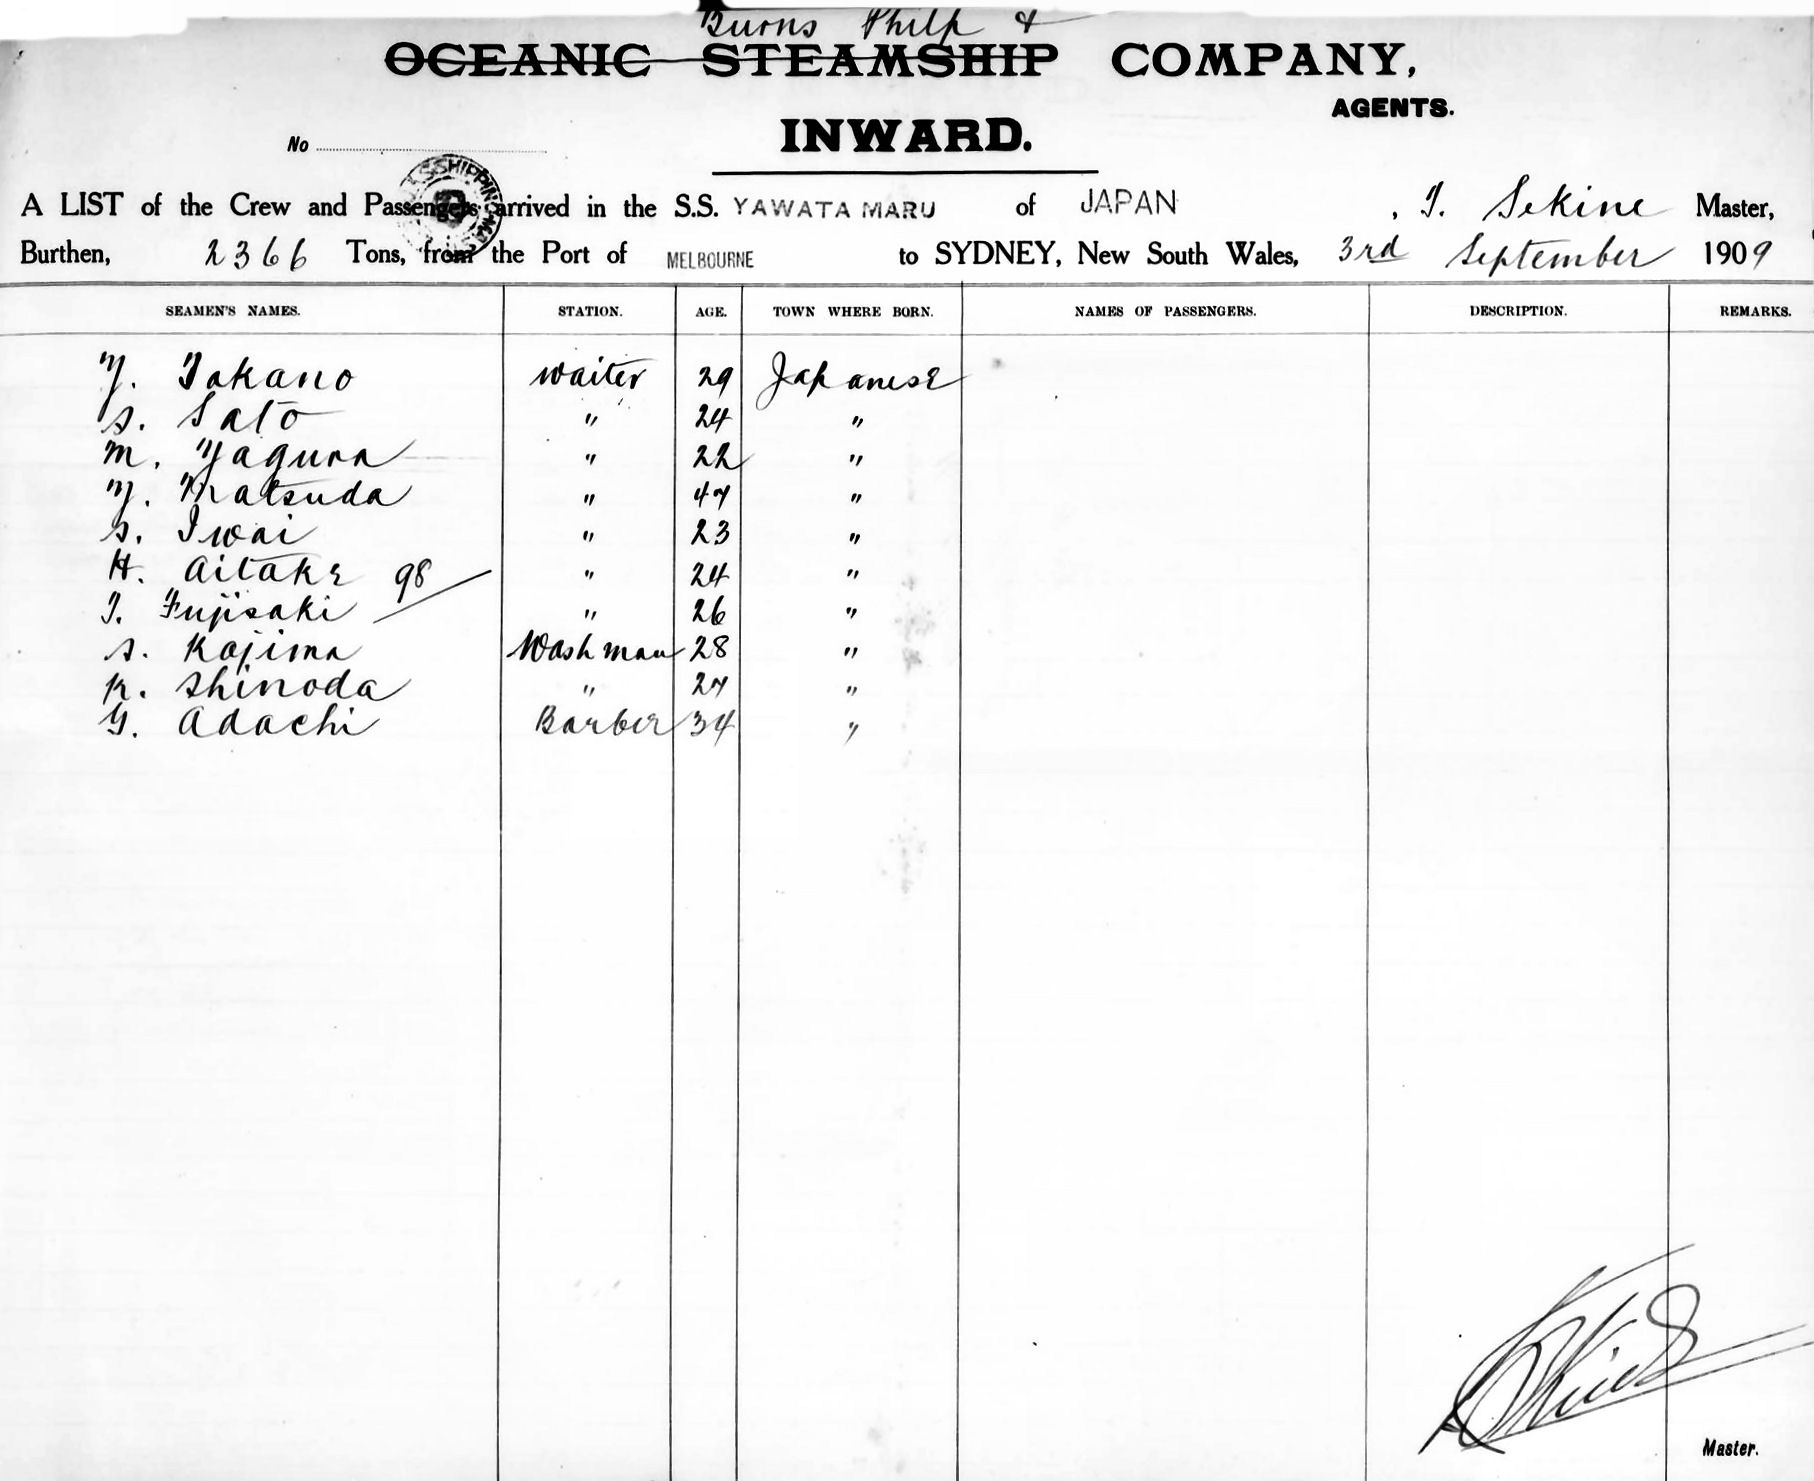 Burns Philp &
OCEANIC STEAMSHIP COMPANY,
AGENTS.
INWARD.
No
A LIST of the Crew and Passengers arrived in the S.S. YAWATA MARU of JAPAN , T. Sekine Master,
Burthen, 2366 Tons, from the Port of MELBOURNE to SYDNEY, New South Wales, 3rd September 1909
SEAMEN'S NAMES. STATION. AGE. TOWN WHERE BORN. NAMES OF PASSENGERS. DESCRIPTION. REMARKS.
Y. Takano waiter 29 Japanese
S. Sato " 24 "
M. Yagura " 22 "
Y. Matsuda " 47 "
S. Iwai " 23 "
H. Aitake 98 " 24 "
T. Fujisaki " 26 "
S. Kojima Washman 28 "
K. Shinoda " 27 "
G. Adachi Barber 34 "
Master.